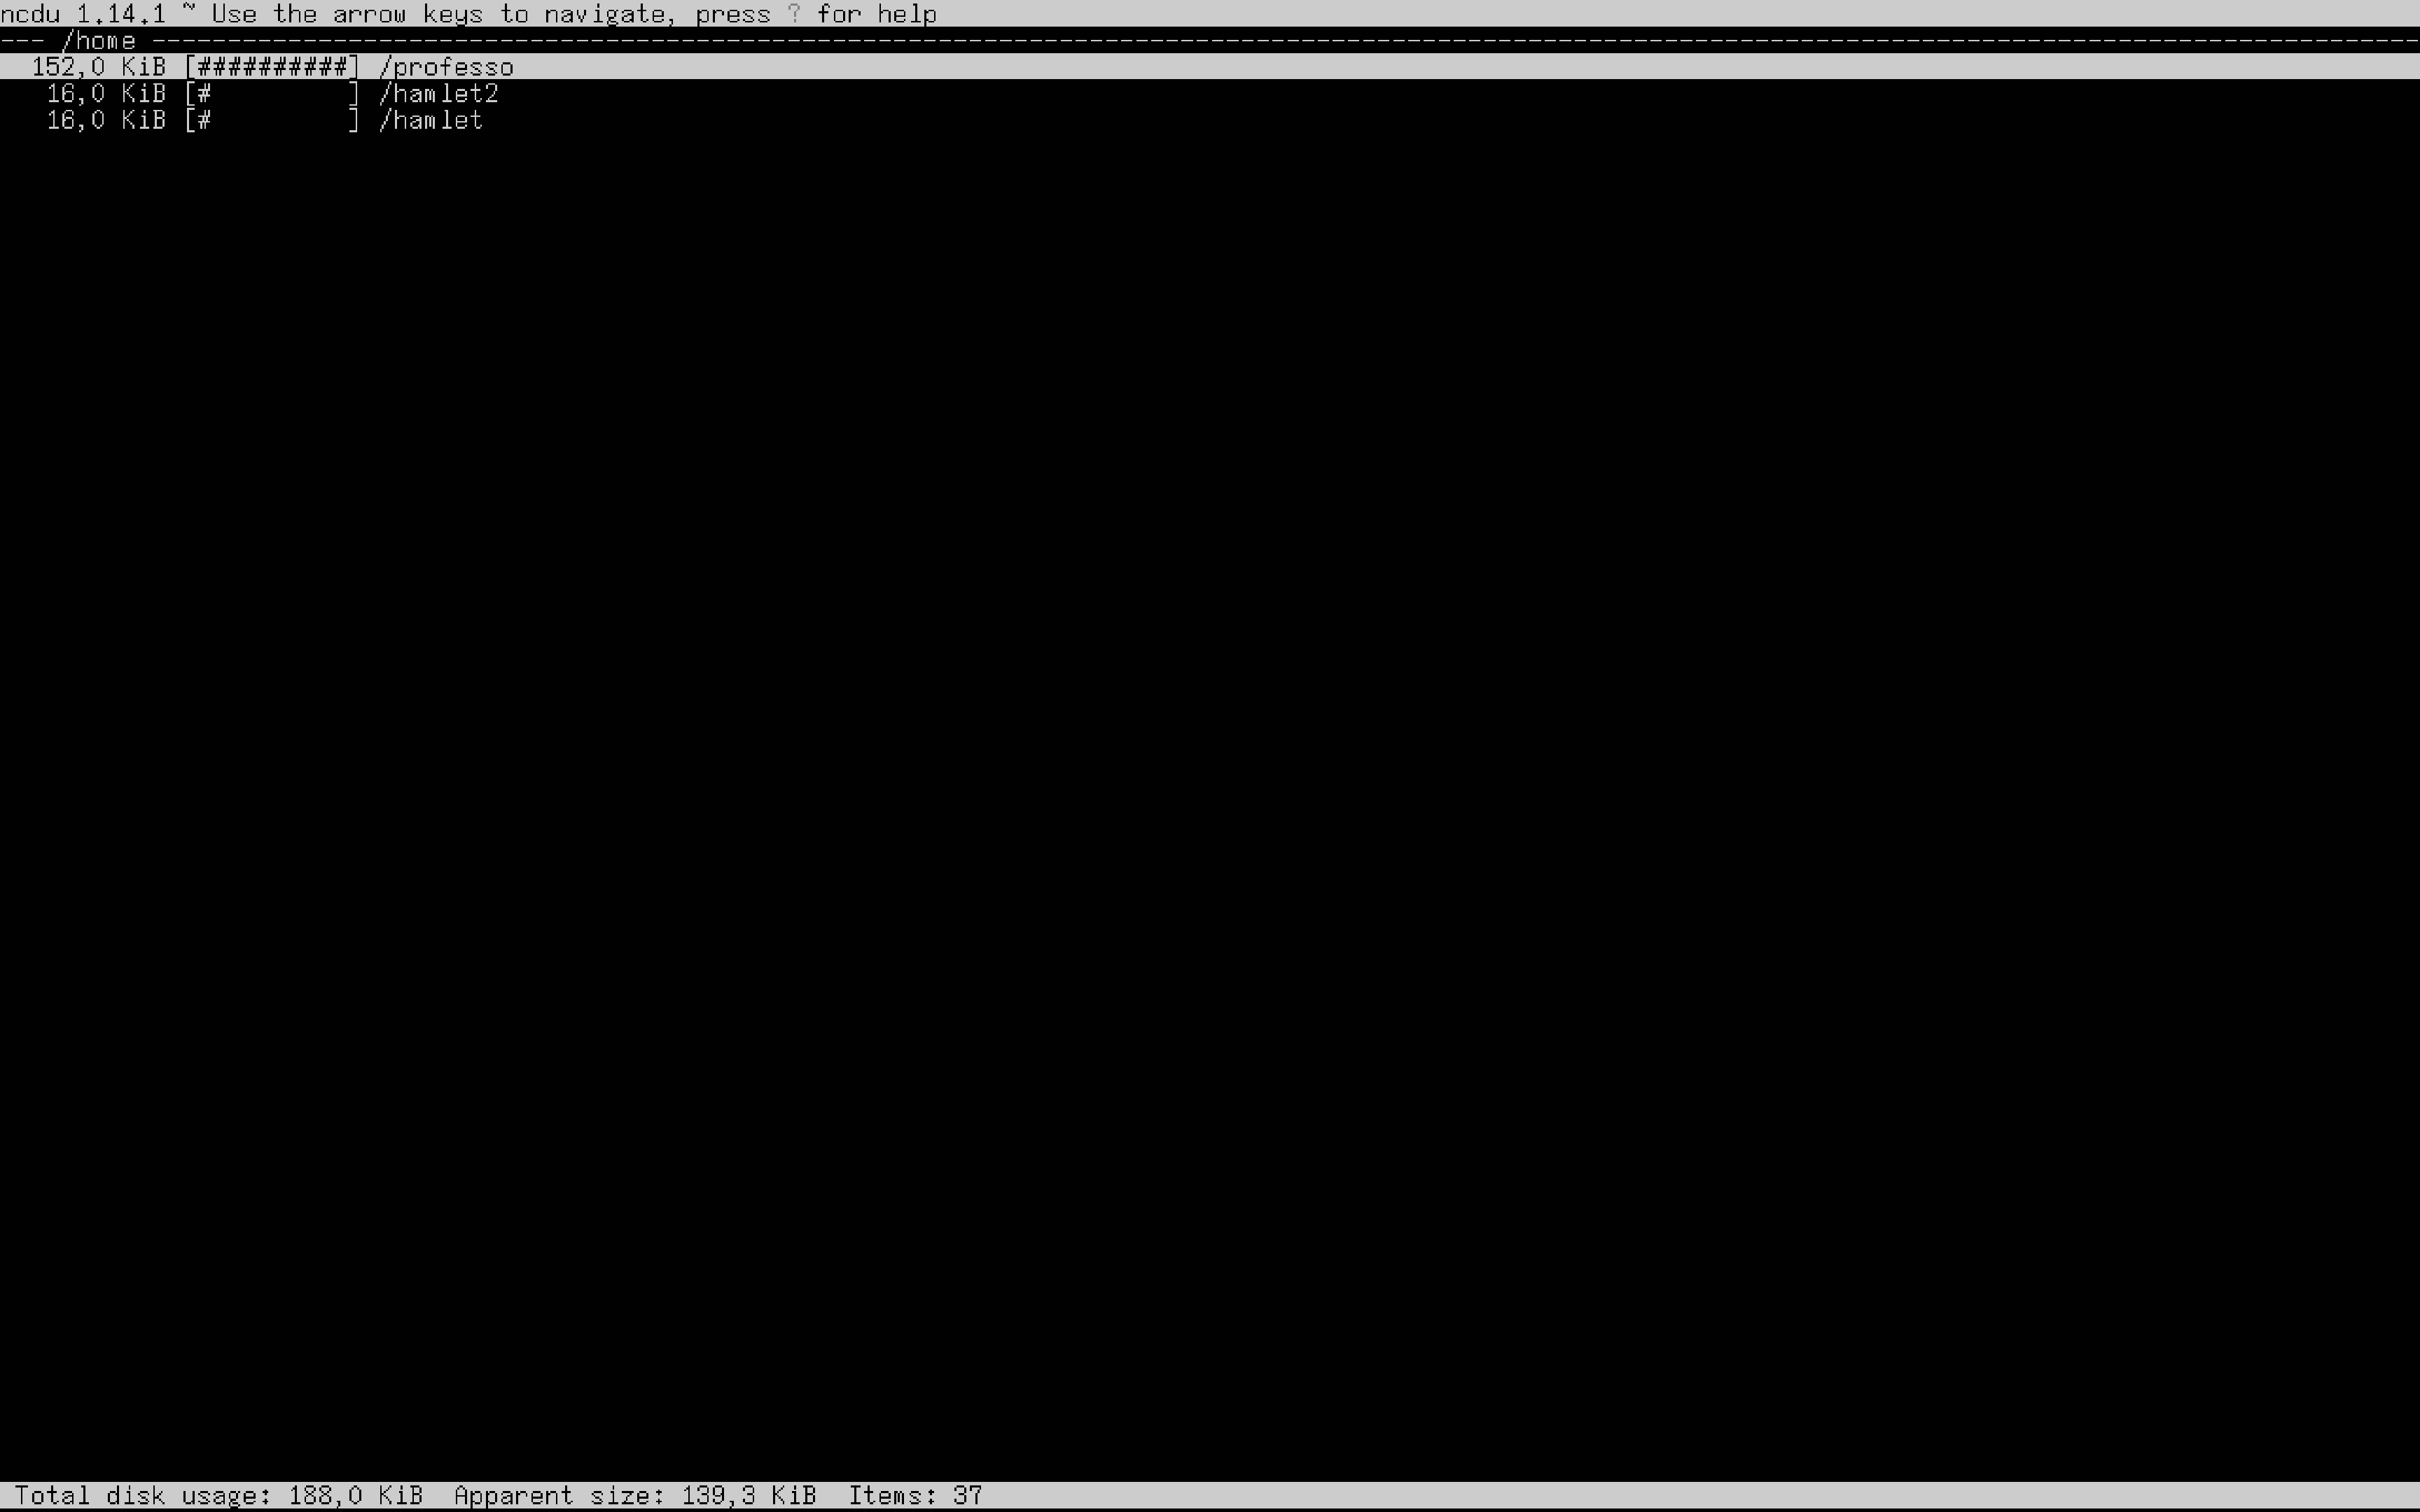 ncdu 1.14.1 ~ Use the arrow keys to navigate, press ? for help
--- /home ----------------------------------------------------------------------------------------------------------------------------------------------------
152,0 KiB [##########] /professo
16,0 KiB [#         ] /hamlet2
16,0 KiB [#         ] /hamlet
Total disk usage: 188,0 KiB  Apparent size: 139,3 KiB  Items: 37